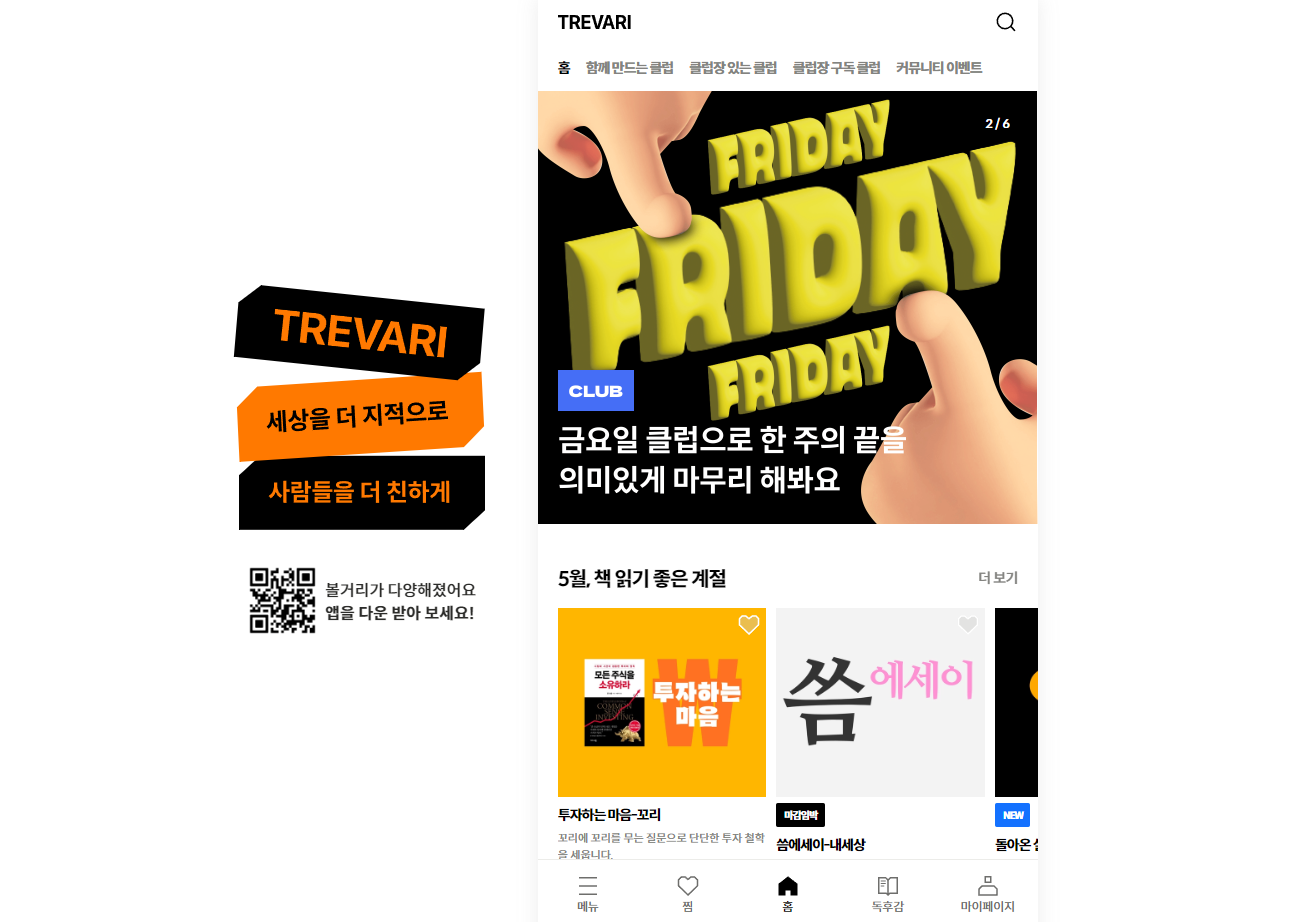 TREVARI
세상을 더 지적으로
사람들을 더 친하게
볼거리가 다양해졌어요
앱을 다운 받아 보세요!
TREVARI
홈 함께 만드는 클럽 클럽장 있는 클럽 클럽장 구독 클럽 커뮤니티 이벤트
2 / 6
FRIDAY
FRIDAY
FRIDAY
CLUB
금요일 클럽으로 한 주의 끝을
의미있게 마무리 해봐요
5월, 책 읽기 좋은 계절
더 보기
모든 주식을
소유하라
COMMON
SENSE
INVESTING
투자하는
마음
씀에세이
투자하는 마음-꼬리
꼬리에 꼬리를 무는 질문으로 단단한 투자 철학
을 세웁니다.
마감임박
씀에세이-내세상
NEW
돌아온
메뉴 찜 홈 독후감 마이페이지